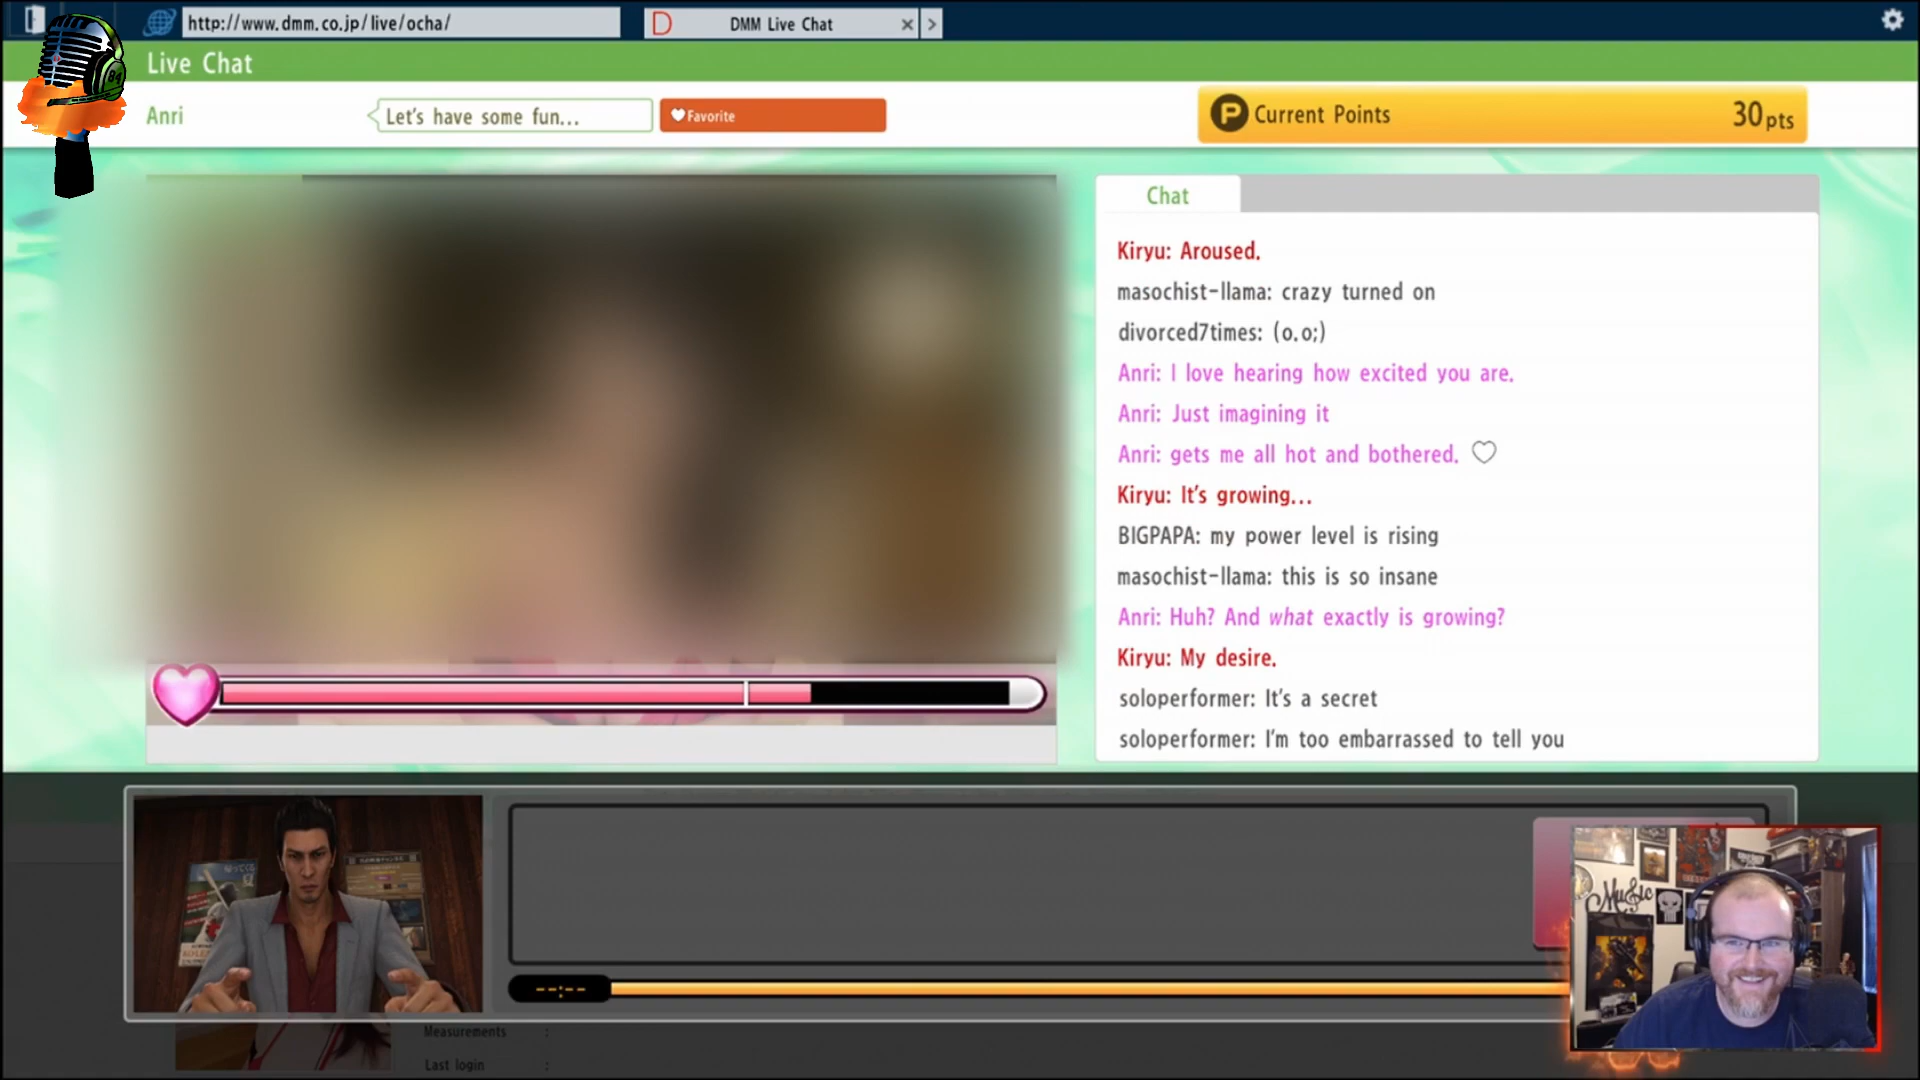 http://www.dmm.co.jp/live/ocha/
D
DMM Live Chat
Live Chat
Anri
Let's have some fun...
Favorite
P
Current Points
30pts
Chat
Kiryu: Aroused.
masochist-llama: crazy turned on
divorced7times: (o.o;)
Anri: I love hearing how excited you are.
Anri: Just imagining it
Anri: gets me all hot and bothered. ♡
Kiryu: It's growing...
BIGPAPA: my power level is rising
masochist-llama: this is so insane
Anri: Huh? And what exactly is growing?
Kiryu: My desire.
soloperformer: It's a secret
soloperformer: I'm too embarrassed to tell you
--:--
Music
Measurements :
Last login :